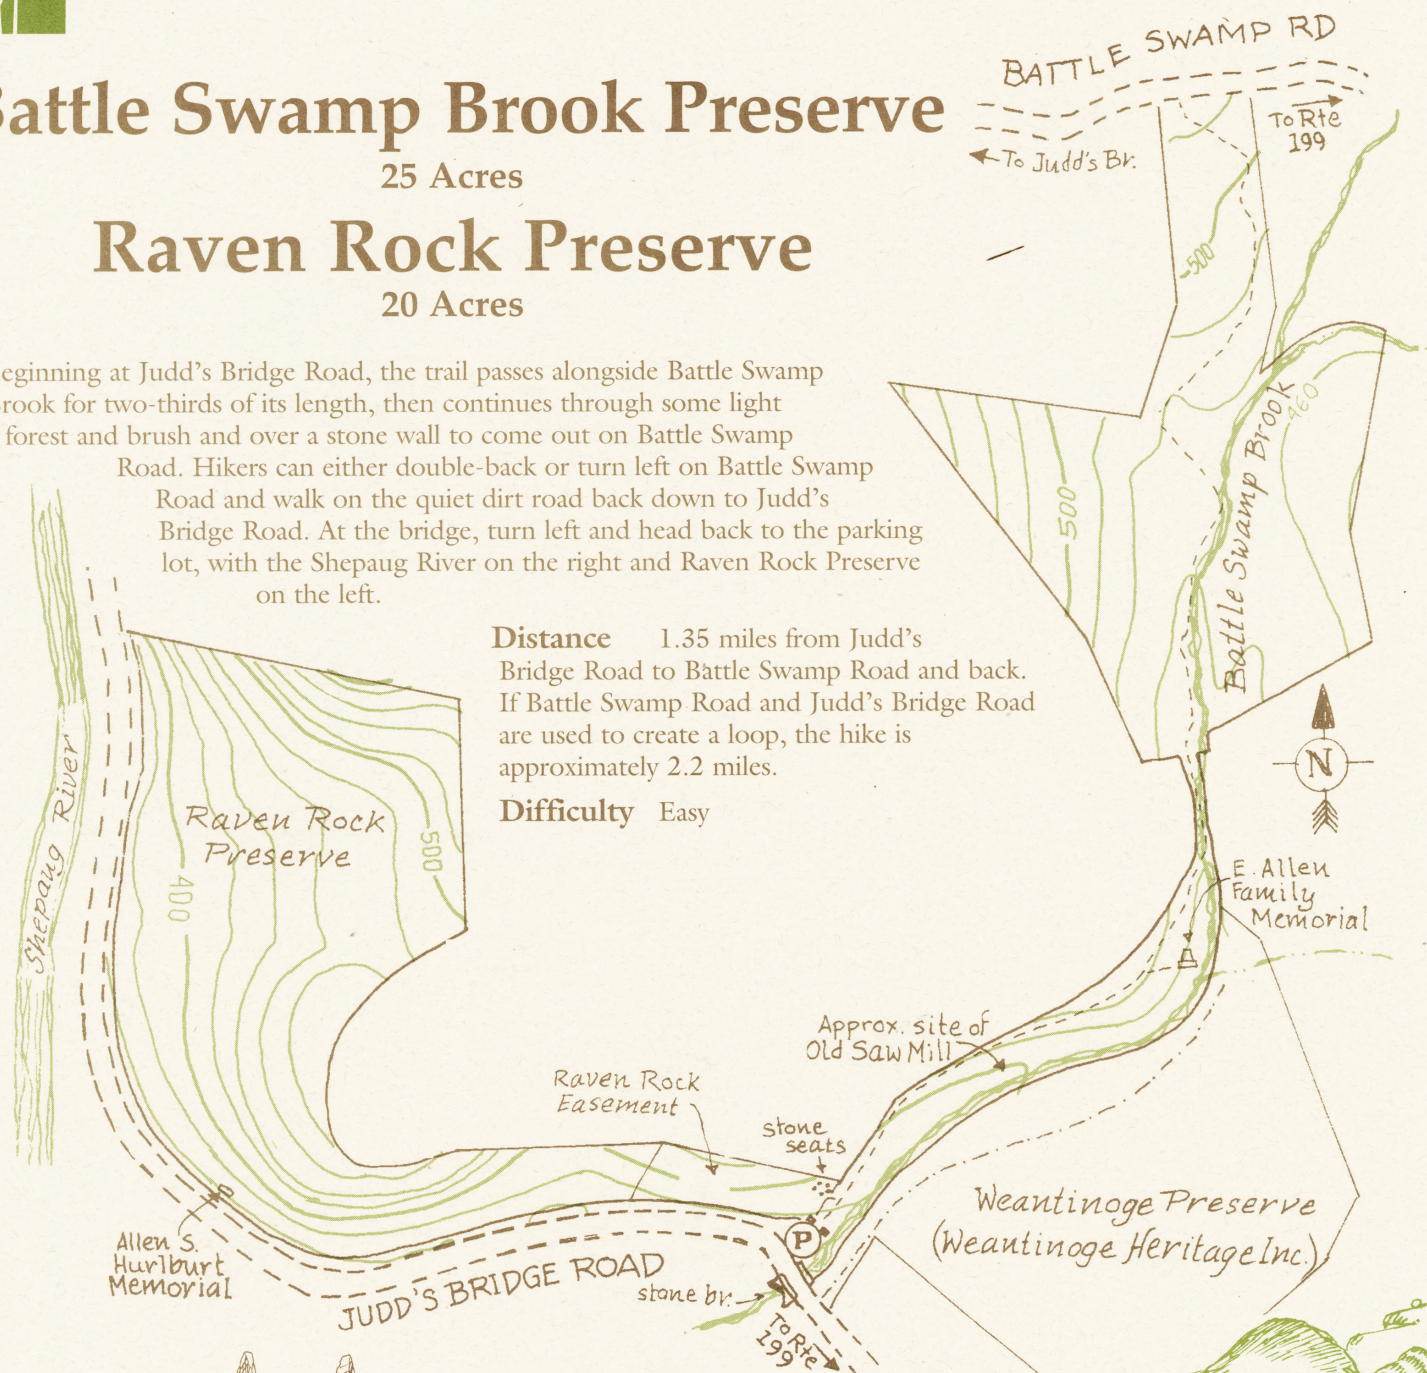 Battle Swamp Brook Preserve
25 Acres
Raven Rock Preserve
20 Acres
eginning at Judd's Bridge Road, the trail passes alongside Battle Swamp
rook for two-thirds of its length, then continues through some light
forest and brush and over a stone wall to come out on Battle Swamp
Road. Hikers can either double-back or turn left on Battle Swamp
Road and walk on the quiet dirt road back down to Judd's
Bridge Road. At the bridge, turn left and head back to the parking
lot, with the Shepaug River on the right and Raven Rock Preserve
on the left.
Distance 1.35 miles from Judd's
Bridge Road to Battle Swamp Road and back.
If Battle Swamp Road and Judd's Bridge Road
are used to create a loop, the hike is
approximately 2.2 miles.
Difficulty Easy
BATTLE SWAMP RD
To Rte
199
To Judd's Br.
500
460
500
Battle Swamp Brook
N
Shepaug River
Raven Rock
Preserve
500
400
E. Allen
Family
Memorial
Approx. site of
Old Saw Mill
Raven Rock
Easement
stone
seats
P
Weantinoge Preserve
(Weantinoge Heritage Inc.)
Allen S.
Hurlburt
Memorial
JUDD'S BRIDGE ROAD
stone br.
To Rte
199